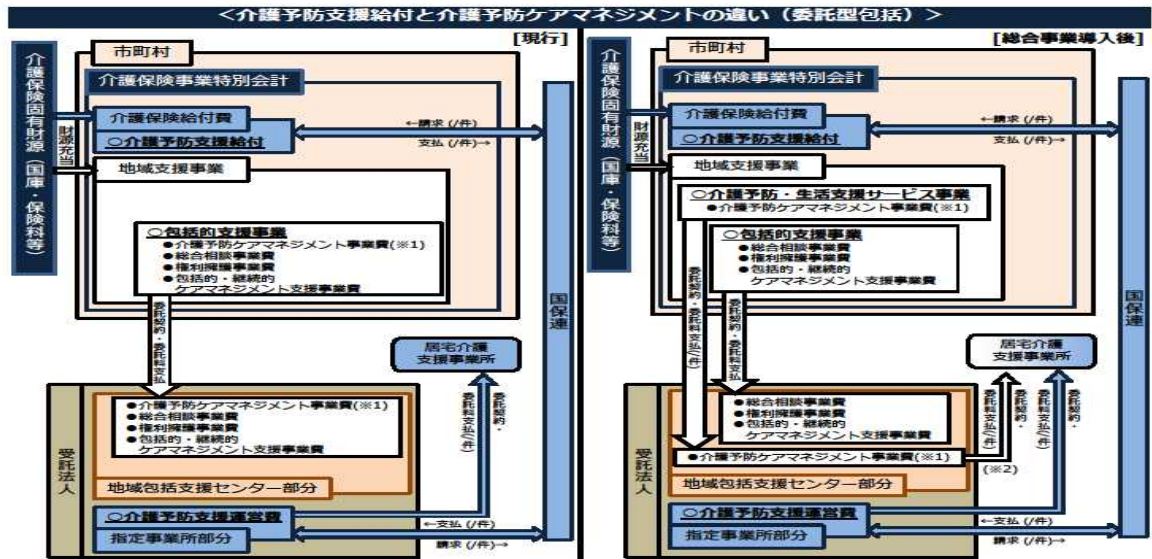 ＜介護予防支援給付と介護予防ケアマネジメントの違い（委託型包括）＞
[現行]
介護保険固有財源（国庫・保険料等）
財源充当
市町村
介護保険事業特別会計
介護保険給付費
○介護予防支援給付
←請求（/件）
支払（/件）→
地域支援事業
○包括的支援事業
●介護予防ケアマネジメント事業費(※1)
●総合相談事業費
●権利擁護事業費
●包括的・継続的
ケアマネジメント支援事業費
委託契約・委託料支払
国保連
居宅介護
支援事業所
委託契約・
委託料支払(/件)
受託法人
●介護予防ケアマネジメント事業費(※1)
●総合相談事業費
●権利擁護事業費
●包括的・継続的
ケアマネジメント支援事業費
地域包括支援センター部分
○介護予防支援運営費
指定事業所部分
←支払（/件）
請求（/件）→
[総合事業導入後]
介護保険固有財源（国庫・保険料等）
財源充当
市町村
介護保険事業特別会計
介護保険給付費
○介護予防支援給付
←請求（/件）
支払（/件）→
地域支援事業
○介護予防・生活支援サービス事業
●介護予防ケアマネジメント事業費(※1)
○包括的支援事業
●総合相談事業費
●権利擁護事業費
●包括的・継続的
ケアマネジメント支援事業費
委託契約・委託料支払(/件)
委託契約・委託料支払
国保連
居宅介護
支援事業所
委託契約・
委託料支払(/件)
委託契約・
委託料支払(/件)
(※2)
受託法人
●総合相談事業費
●権利擁護事業費
●包括的・継続的
ケアマネジメント支援事業費
●介護予防ケアマネジメント事業費(※1)
地域包括支援センター部分
○介護予防支援運営費
指定事業所部分
←支払（/件）
請求（/件）→